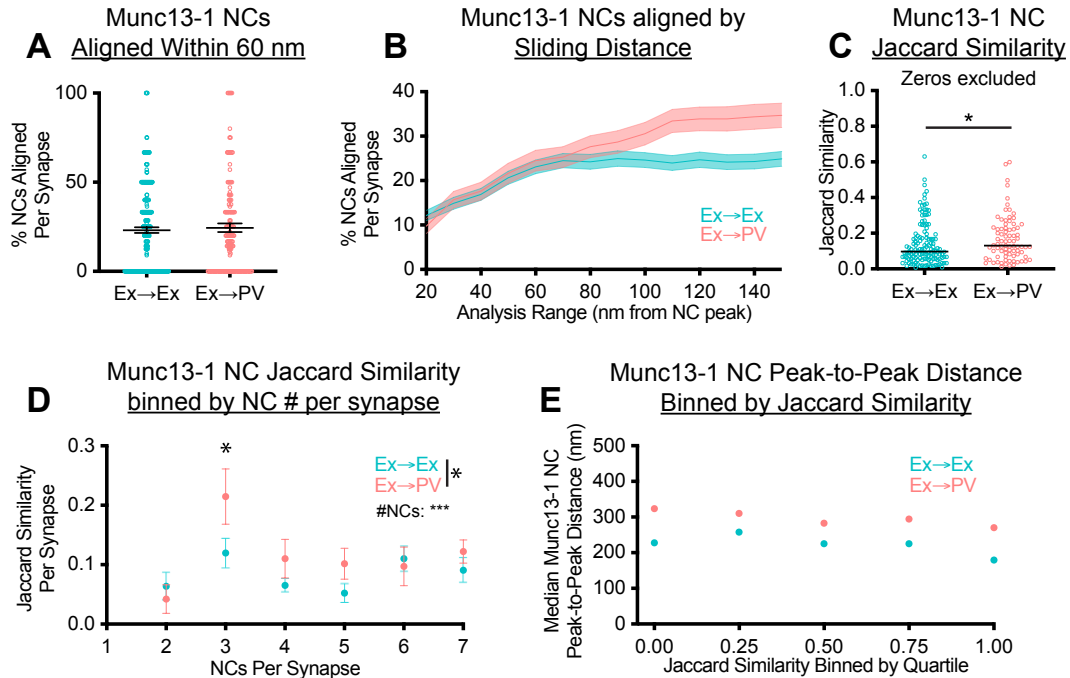 A
Munc13-1 NCs
Aligned Within 60 nm
% NCs Aligned
Per Synapse
100
50
0
Ex→Ex
Ex→PV
B
Munc13-1 NCs aligned by
Sliding Distance
% NCs Aligned
Per Synapse
40
30
20
10
0
Ex→Ex
Ex→PV
20 40 60 80 100 120 140
Analysis Range (nm from NC peak)
C
Munc13-1 NC
Jaccard Similarity
Zeros excluded
*
Jaccard Similarity
1.0
0.8
0.6
0.4
0.2
0.0
Ex→Ex
Ex→PV
D
Munc13-1 NC Jaccard Similarity
binned by NC # per synapse
Jaccard Similarity
Per Synapse
0.3
0.2
0.1
0.0
*
Ex→Ex
Ex→PV
*
#NCs: ***
1 2 3 4 5 6 7
NCs Per Synapse
E
Munc13-1 NC Peak-to-Peak Distance
Binned by Jaccard Similarity
Median Munc13-1 NC
Peak-to-Peak Distance (nm)
500
400
300
200
100
0
Ex→Ex
Ex→PV
0.00 0.25 0.50 0.75 1.00
Jaccard Similarity Binned by Quartile